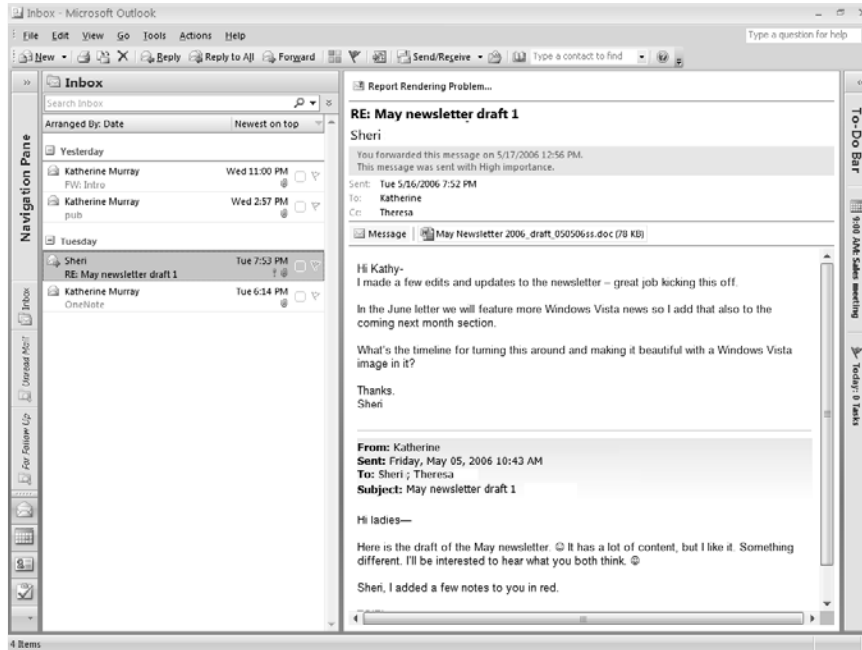 Inbox - Microsoft Outlook
File Edit View Go Tools Actions Help
Type a question for help
New Reply Reply to All Forward Send/Receive Type a contact to find
Navigation Pane
Inbox
Unread Mail
For Follow Up
Inbox
Search Inbox
Arranged By: Date Newest on top
Yesterday
Katherine Murray Wed 11:00 PM
FW: Intro
Katherine Murray Wed 2:57 PM
pub
Tuesday
Sheri Tue 7:53 PM
RE: May newsletter draft 1
Katherine Murray Tue 6:14 PM
OneNote
Report Rendering Problem...
RE: May newsletter draft 1
Sheri
You forwarded this message on 5/17/2006 12:56 PM.
This message was sent with High importance.
Sent: Tue 5/16/2006 7:52 PM
To: Katherine
Cc: Theresa
Message May Newsletter 2006_draft_050506ss.doc (78 KB)
Hi Kathy-
I made a few edits and updates to the newsletter – great job kicking this off.
In the June letter we will feature more Windows Vista news so I add that also to the
coming next month section.
What's the timeline for turning this around and making it beautiful with a Windows Vista
image in it?
Thanks.
Sheri
From: Katherine
Sent: Friday, May 05, 2006 10:43 AM
To: Sheri ; Theresa
Subject: May newsletter draft 1
Hi ladies—
Here is the draft of the May newsletter. ☺ It has a lot of content, but I like it. Something
different. I'll be interested to hear what you both think. ☺
Sheri, I added a few notes to you in red.
To-Do Bar
9:00 AM: Sales meeting
Today: 0 Tasks
4 Items